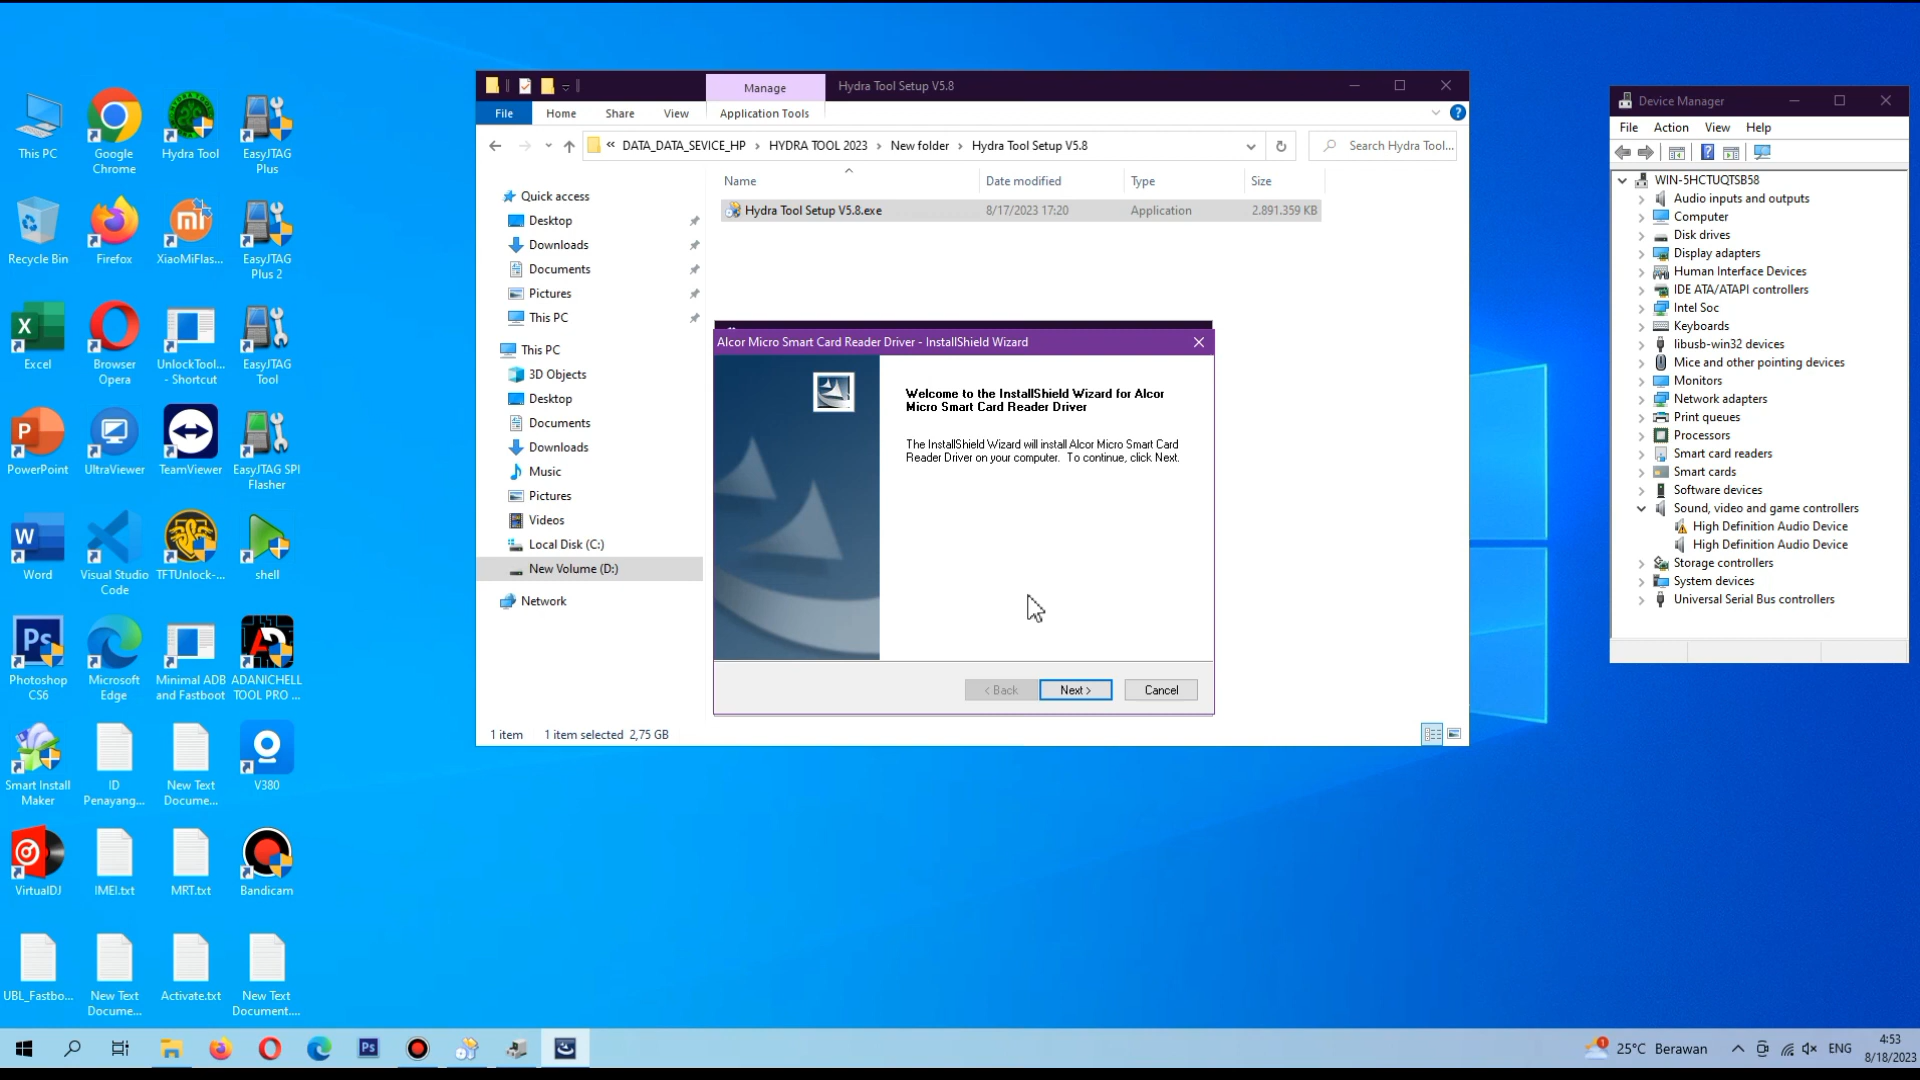 This PC
Google
Chrome
Hydra Tool
EasyJTAG
Plus
Recycle Bin
Firefox
XiaoMiFlas...
EasyJTAG
Plus 2
Excel
Browser
Opera
UnlockTool...
- Shortcut
EasyJTAG
Tool
PowerPoint
UltraViewer
TeamViewer
EasyJTAG SPI
Flasher
Word
Visual Studio
Code
TFTUnlock-...
shell
Photoshop
CS6
Microsoft
Edge
Minimal ADB
and Fastboot
ADANICHELL
TOOL PRO ...
Smart Install
Maker
ID
Penayang...
New Text
Docume...
V380
VirtualDJ
IMEI.txt
MRT.txt
Bandicam
UBL_Fastbo...
New Text
Docume...
Activate.txt
New Text
Document....
Manage
Hydra Tool Setup V5.8
File
Home
Share
View
Application Tools
« DATA_DATA_SEVICE_HP › HYDRA TOOL 2023 › New folder › Hydra Tool Setup V5.8
Search Hydra Tool...
Name
Date modified
Type
Size
Hydra Tool Setup V5.8.exe
8/17/2023 17:20
Application
2.891.359 KB
Quick access
Desktop
Downloads
Documents
Pictures
This PC
This PC
3D Objects
Desktop
Documents
Downloads
Music
Pictures
Videos
Local Disk (C:)
New Volume (D:)
Network
1 item
1 item selected 2,75 GB
Alcor Micro Smart Card Reader Driver - InstallShield Wizard
Welcome to the InstallShield Wizard for Alcor
Micro Smart Card Reader Driver
The InstallShield Wizard will install Alcor Micro Smart Card
Reader Driver on your computer. To continue, click Next.
< Back
Next >
Cancel
Device Manager
File
Action
View
Help
WIN-5HCTUQTSB58
Audio inputs and outputs
Computer
Disk drives
Display adapters
Human Interface Devices
IDE ATA/ATAPI controllers
Intel Soc
Keyboards
libusb-win32 devices
Mice and other pointing devices
Monitors
Network adapters
Print queues
Processors
Smart card readers
Smart cards
Software devices
Sound, video and game controllers
High Definition Audio Device
High Definition Audio Device
Storage controllers
System devices
Universal Serial Bus controllers
25°C Berawan
ENG
4:53
8/18/2023